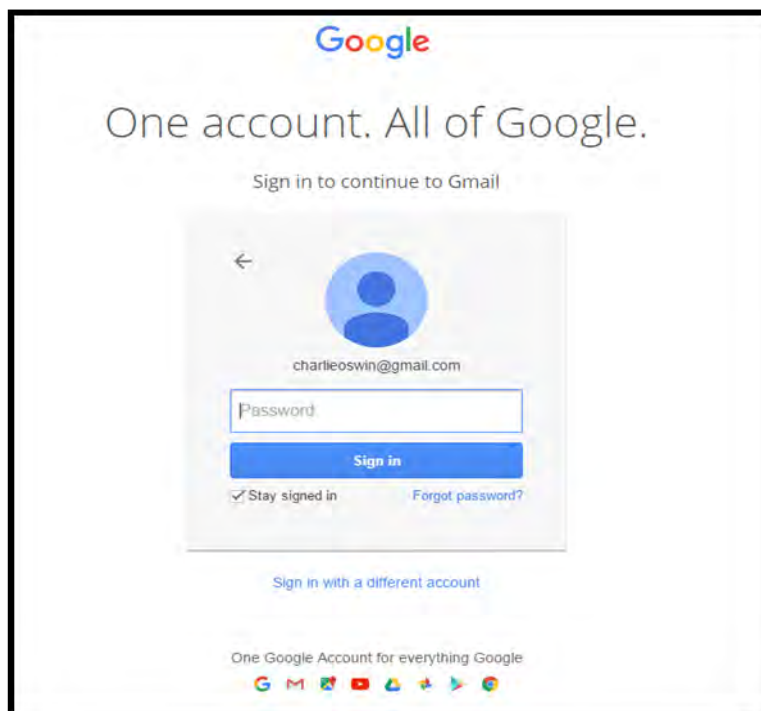 Google
One account. All of Google.
Sign in to continue to Gmail
charlieoswin@gmail.com
Password
Sign in
Stay signed in Forgot password?
Sign in with a different account
One Google Account for everything Google